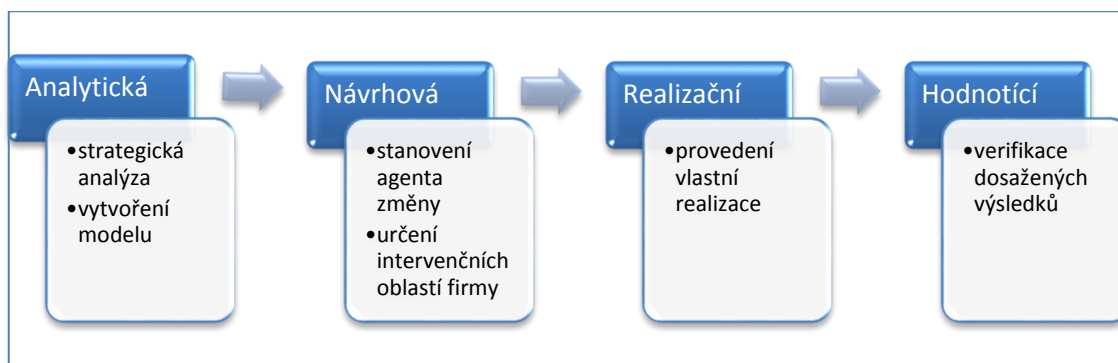 Analytická
•strategická
analýza
•vytvoření
modelu
Návrhová
•stanovení
agenta
změny
•určení
intervenčních
oblastí firmy
Realizační
•provedení
vlastní
realizace
Hodnotící
•verifikace
dosažených
výsledků